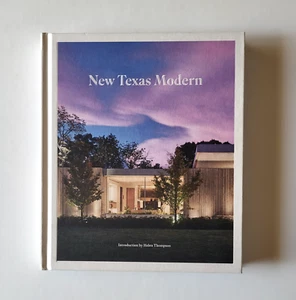 New Texas Modern
Introduction by Helen Thompson